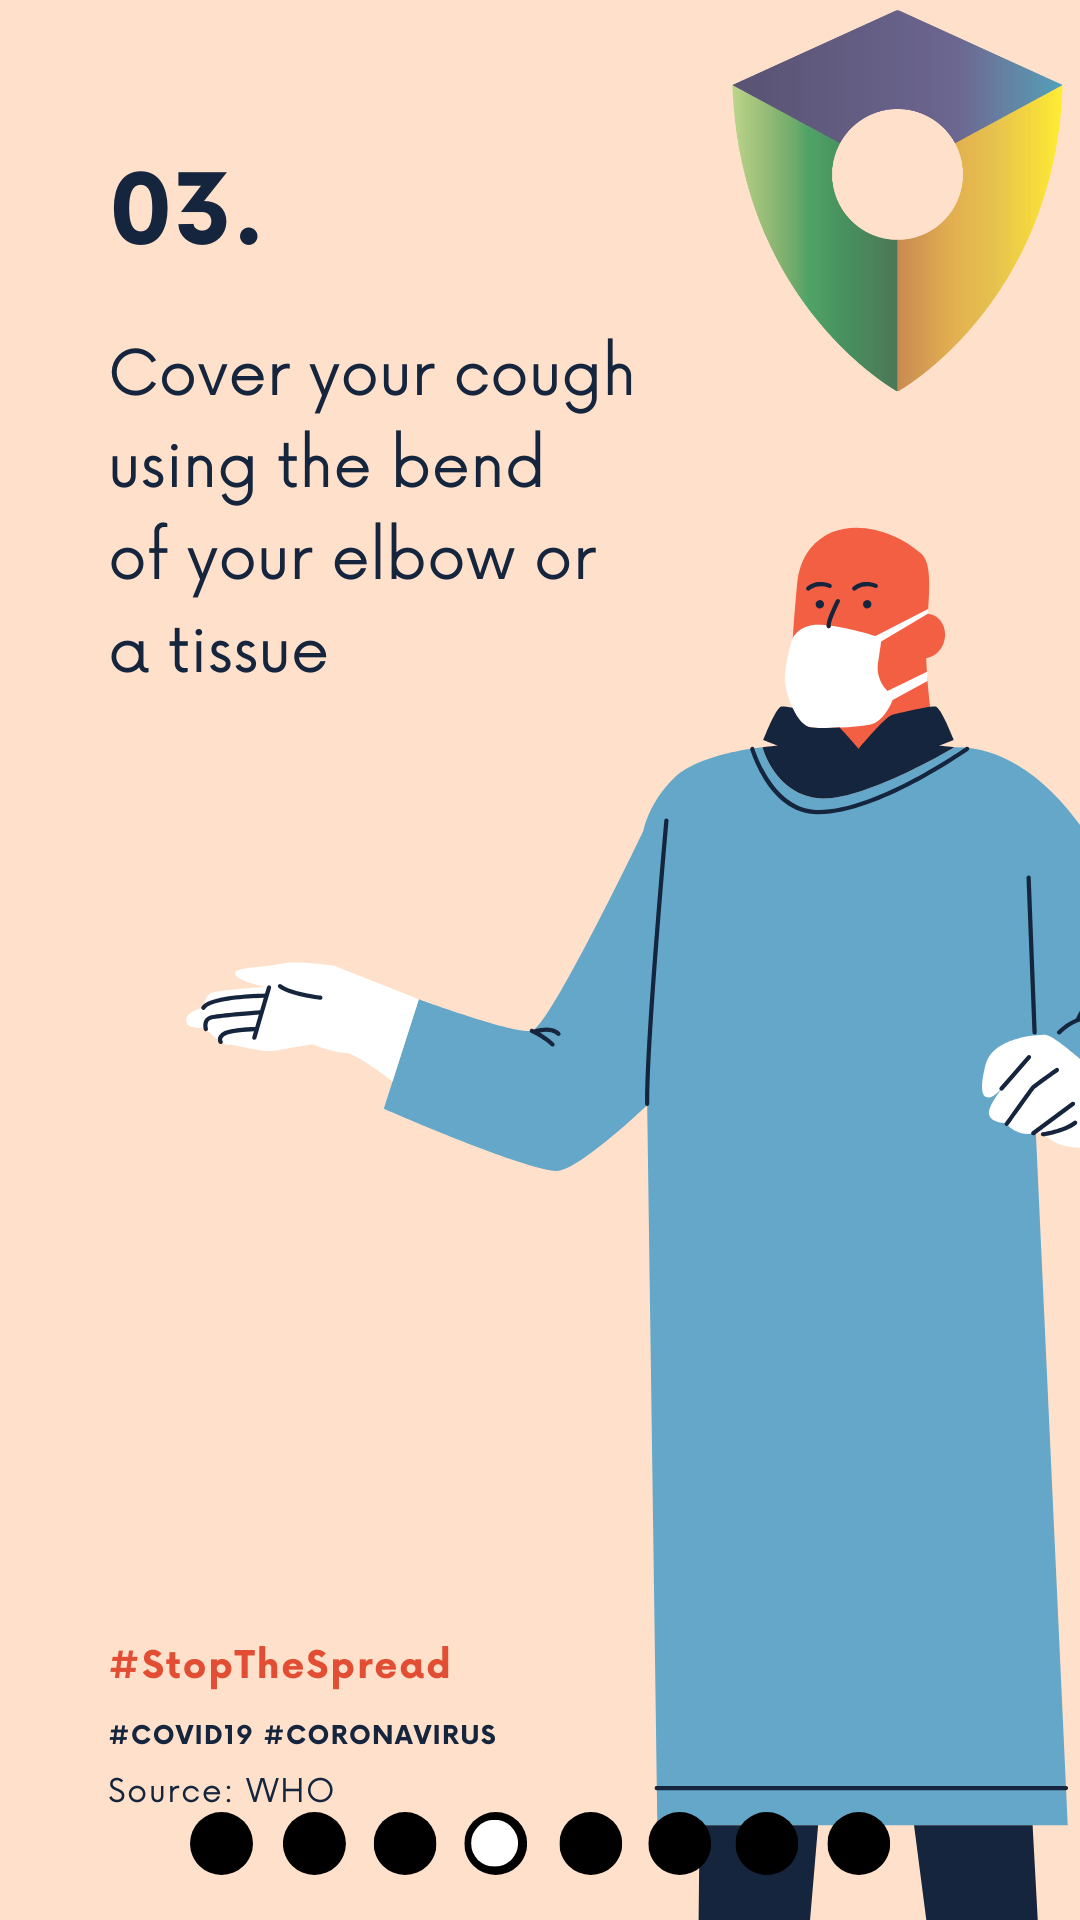 03.
Cover your cough
using the bend
of your elbow or
a tissue
#StopTheSpread
#COVID19 #CORONAVIRUS
Source: WHO